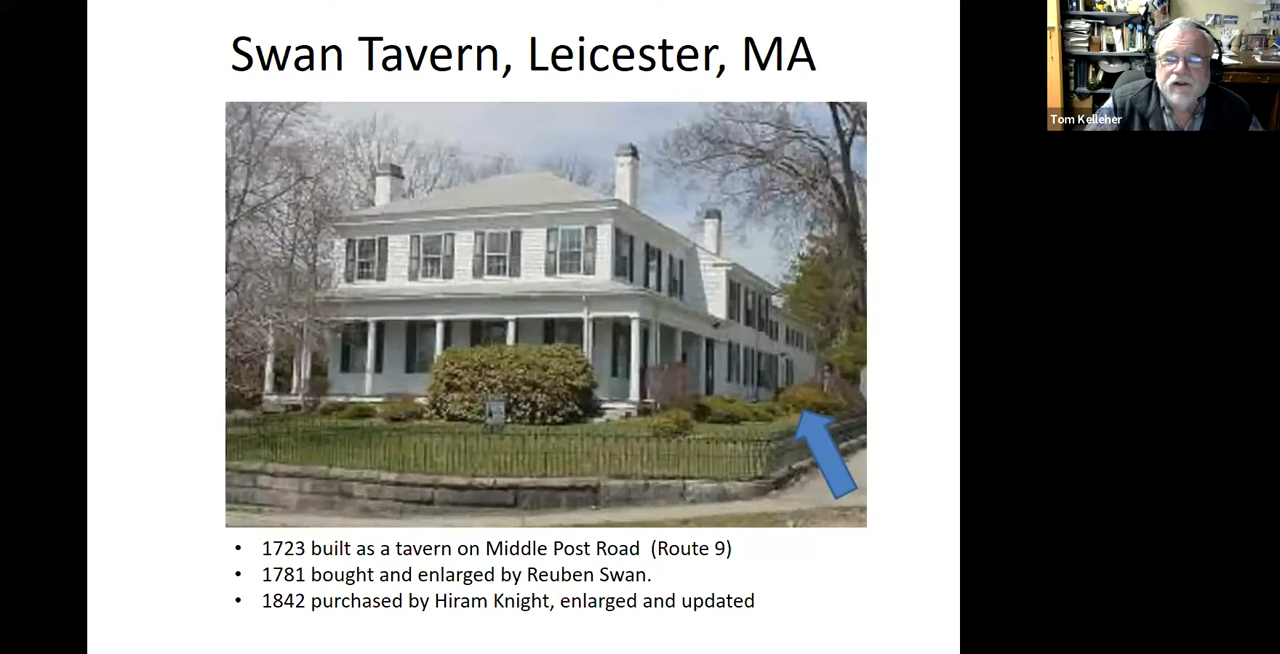 Swan Tavern, Leicester, MA
Tom Kelleher
• 1723 built as a tavern on Middle Post Road (Route 9)
• 1781 bought and enlarged by Reuben Swan.
• 1842 purchased by Hiram Knight, enlarged and updated